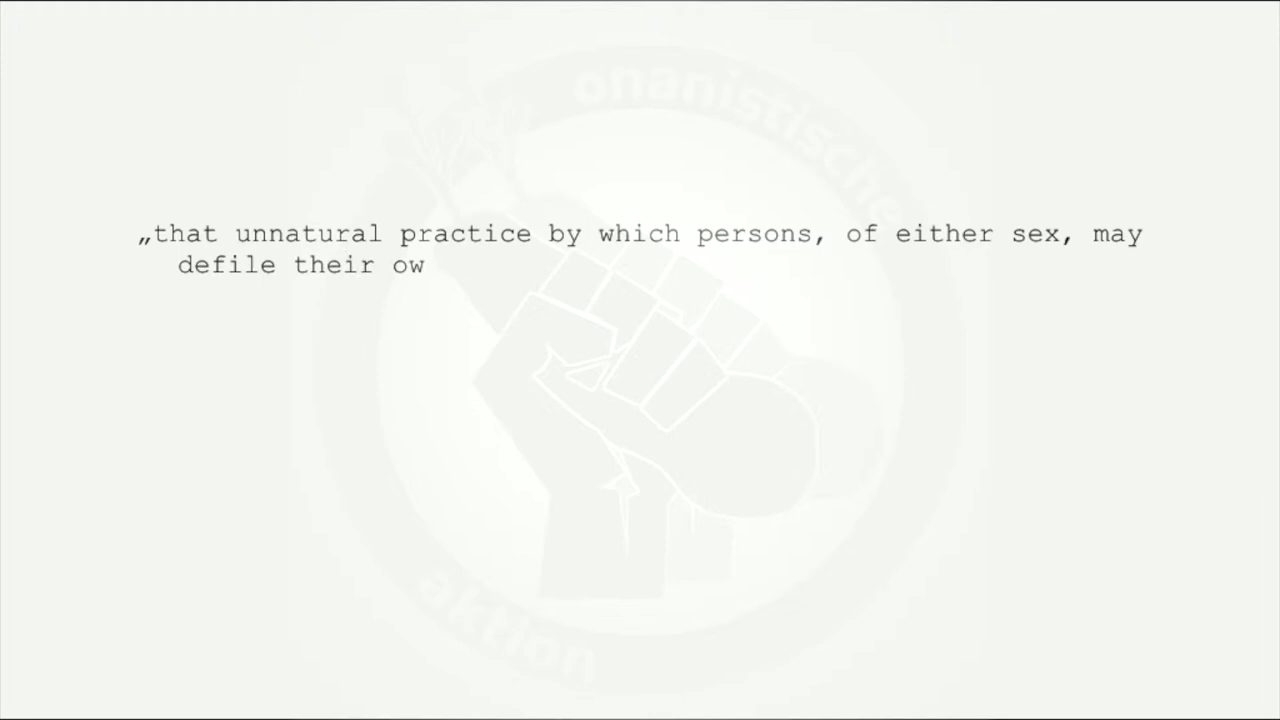 onanistische
„that unnatural practice by which persons, of either sex, may
defile their ow
aktion